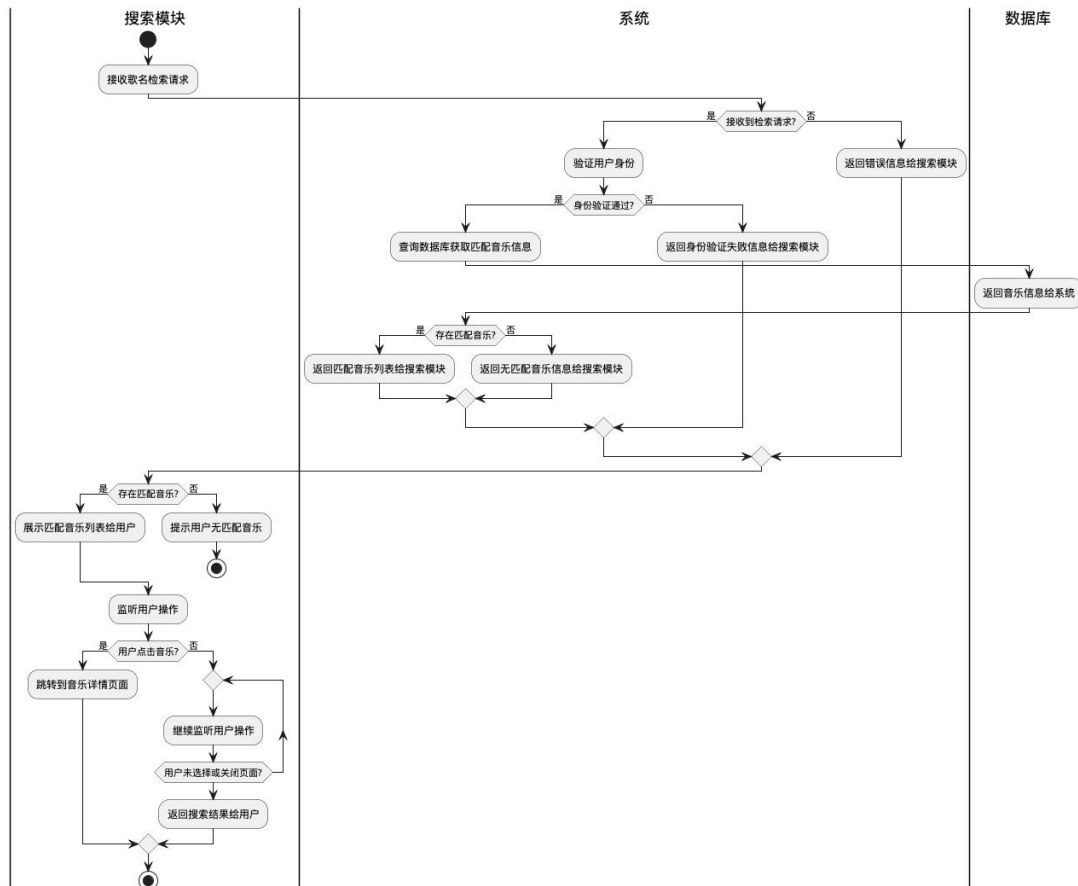 搜索模块
系统
数据库
接收歌名检索请求
是
接收到检索请求?
否
验证用户身份
返回错误信息给搜索模块
是
身份验证通过?
否
查询数据库获取匹配音乐信息
返回身份验证失败信息给搜索模块
返回音乐信息给系统
是
存在匹配音乐?
否
返回匹配音乐列表给搜索模块
返回无匹配音乐信息给搜索模块
是
存在匹配音乐?
否
展示匹配音乐列表给用户
提示用户无匹配音乐
监听用户操作
是
用户点击音乐?
否
跳转到音乐详情页面
继续监听用户操作
用户未选择或关闭页面?
返回搜索结果给用户